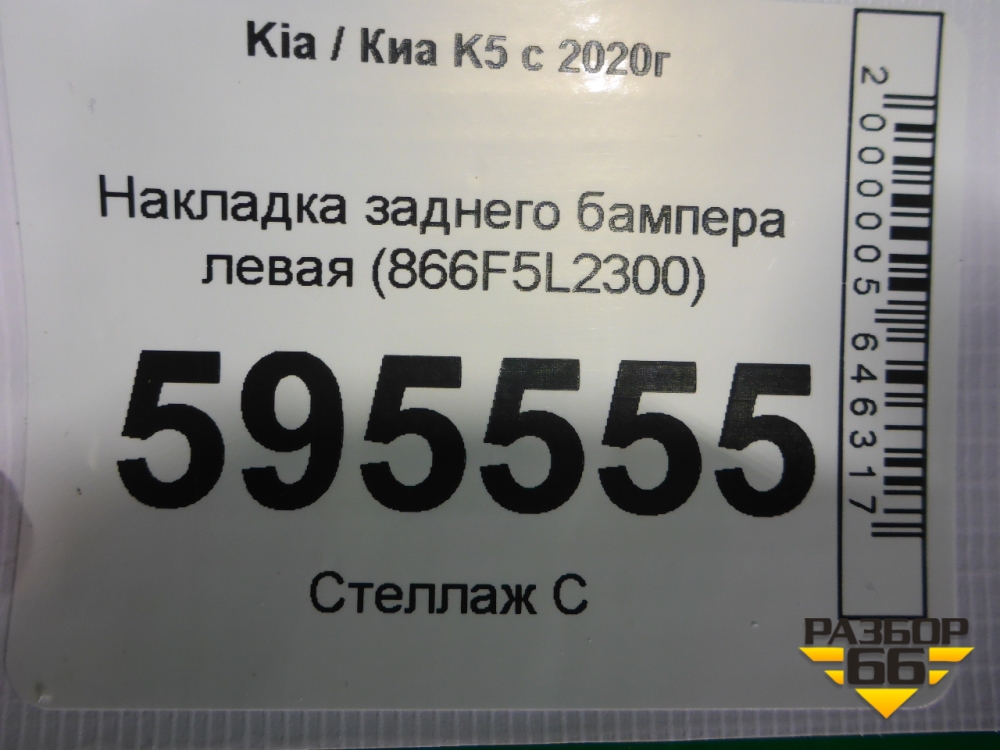 Kia / Киа K5 с 2020г
Накладка заднего бампера
левая (866F5L2300)
595555
Стеллаж С
2000005646317
РАЗБОР
66